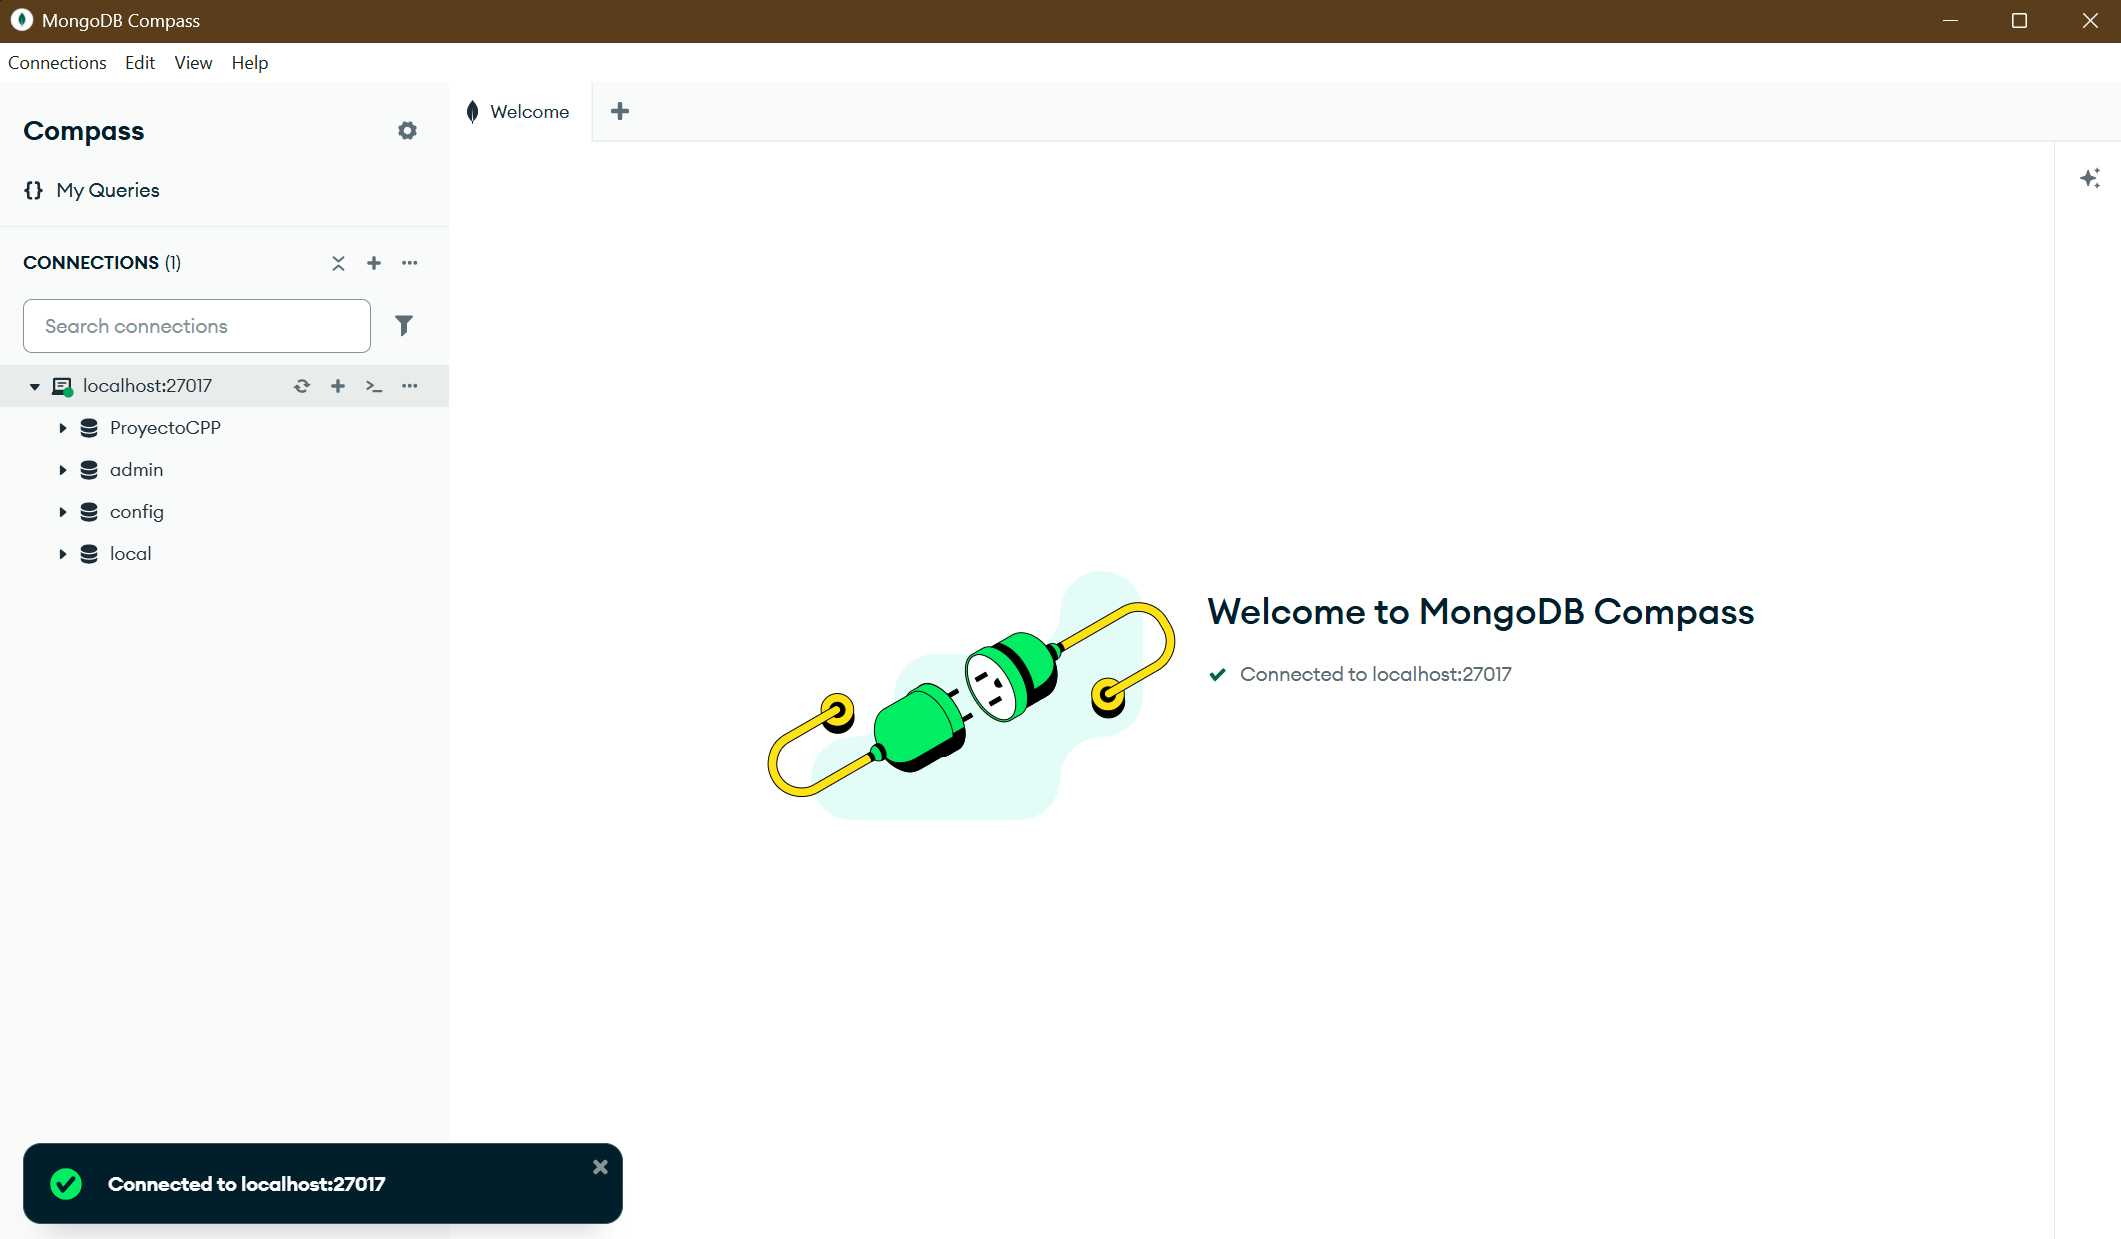 MongoDB Compass
Connections Edit View Help
Compass
Welcome
My Queries
CONNECTIONS (1)
Search connections
localhost:27017
ProyectoCPP
admin
config
local
Welcome to MongoDB Compass
Connected to localhost:27017
Connected to localhost:27017